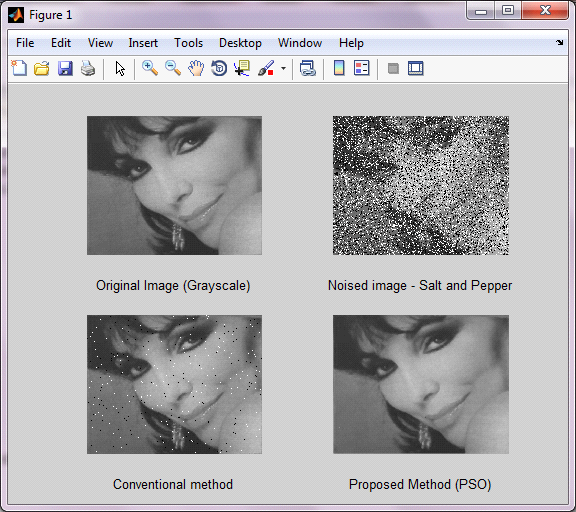 Figure 1
File Edit View Insert Tools Desktop Window Help
Original Image (Grayscale)
Noised image - Salt and Pepper
Conventional method
Proposed Method (PSO)